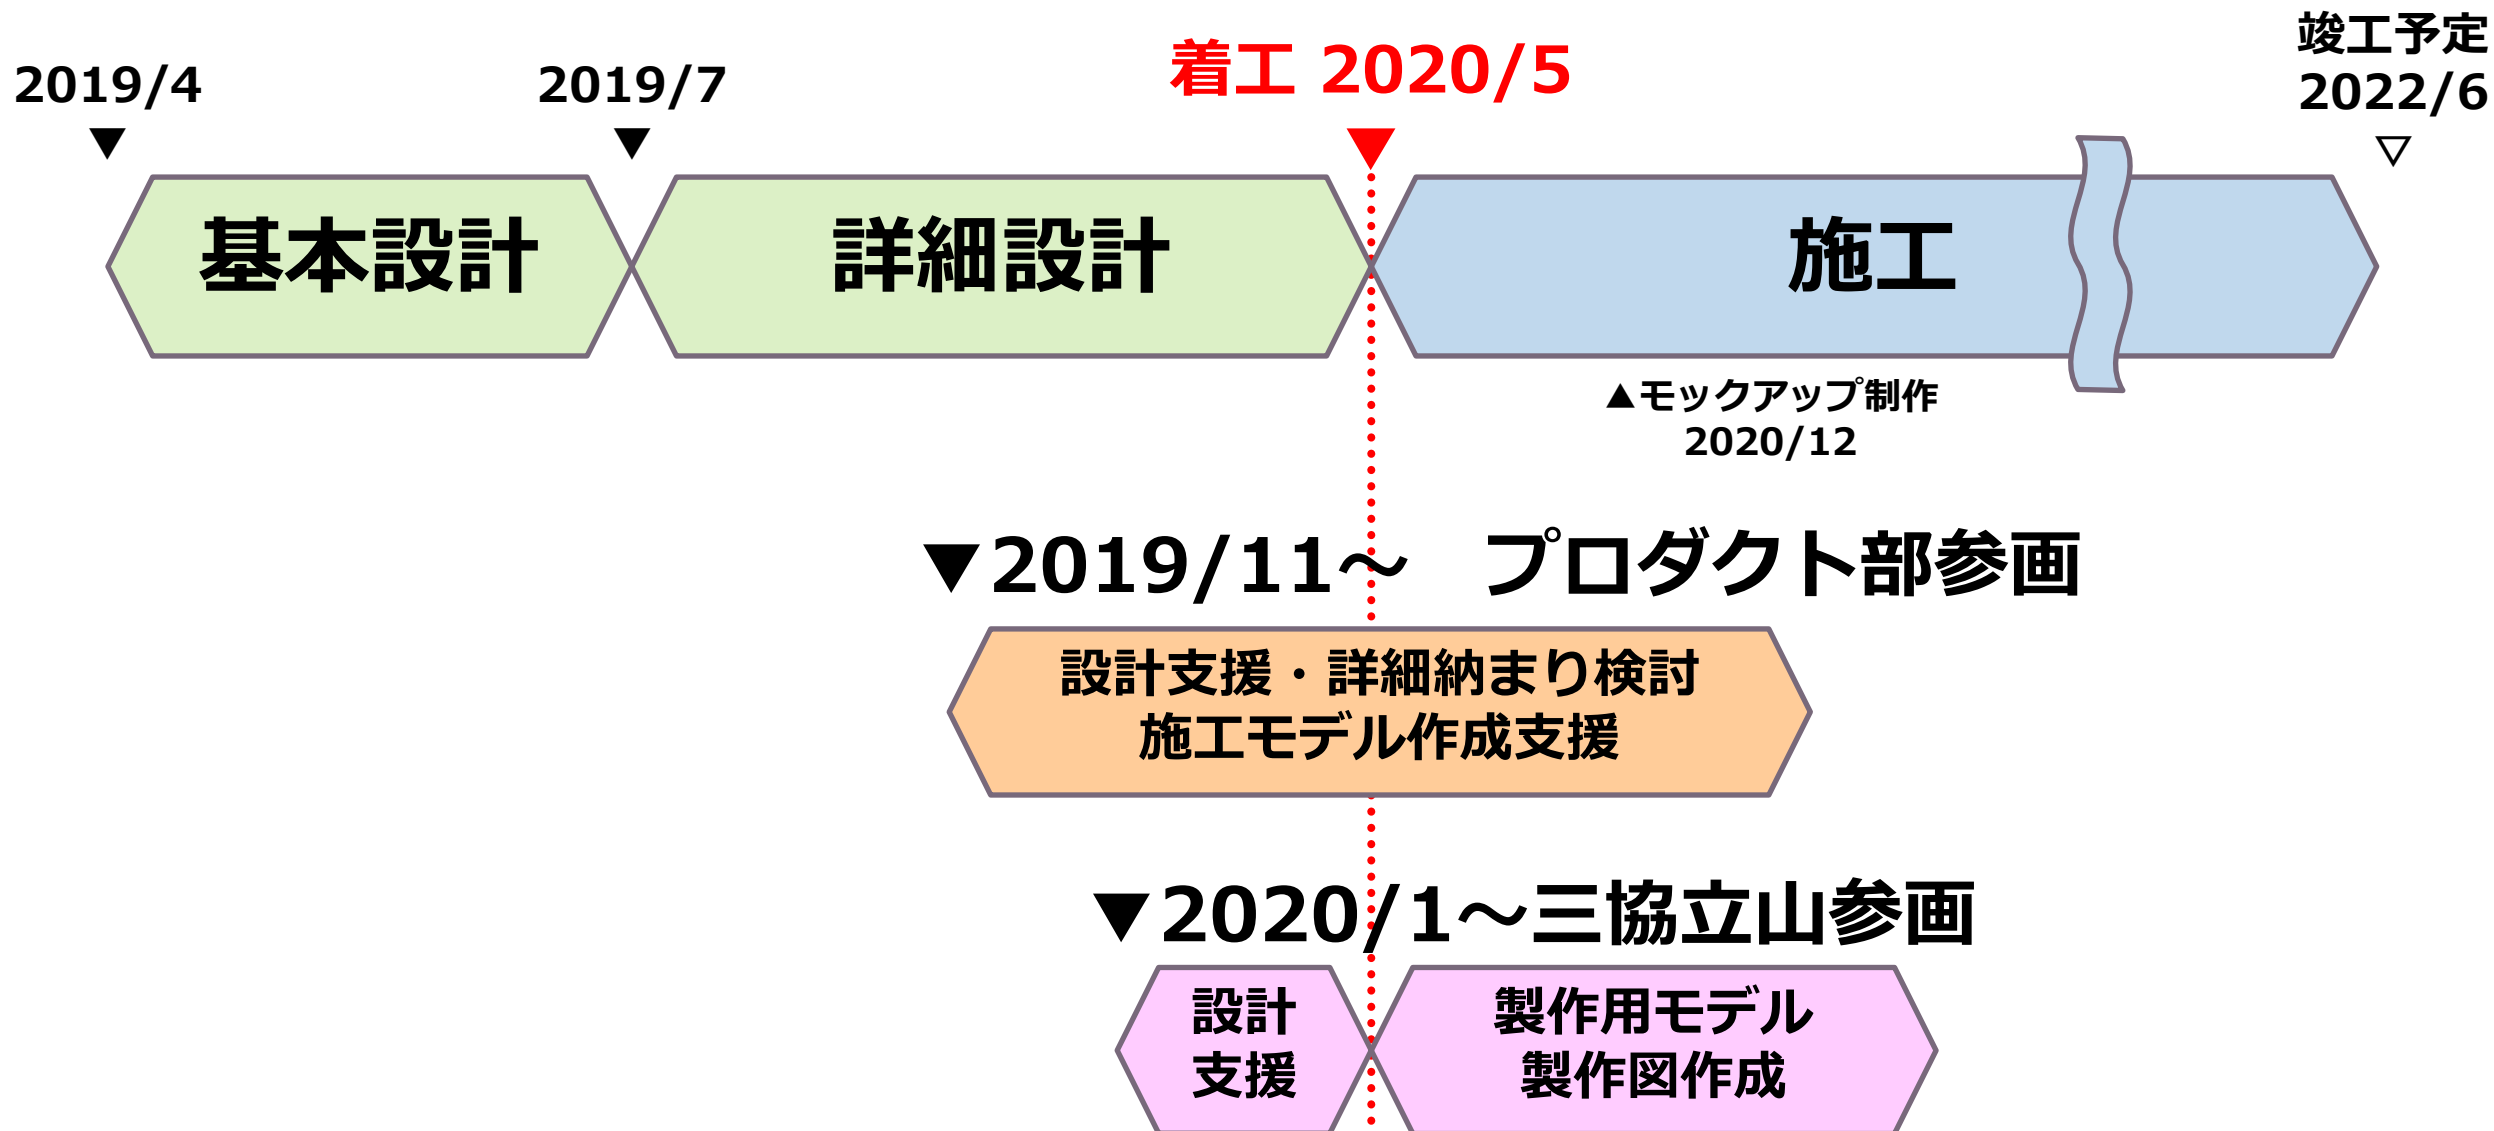 2019/4
2019/7
着工 2020/5
竣工予定
2022/6
基本設計
詳細設計
施工
▲モックアップ制作
2020/12
▼2019/11～ プロダクト部参画
設計支援・詳細納まり検討
施工モデル作成支援
▼2020/1～三協立山参画
設計
支援
製作用モデル
製作図作成